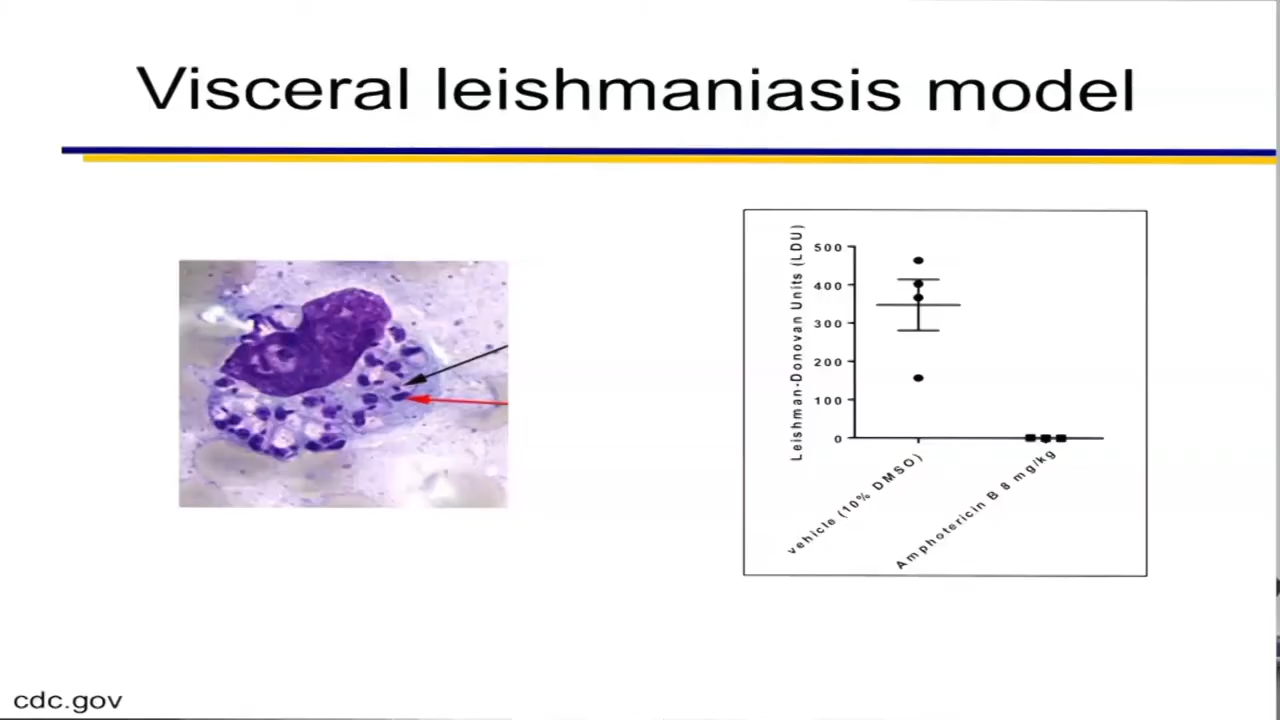 Visceral leishmaniasis model
Leishman-Donovan Units (LDU)
500
400
300
200
100
0
vehicle (10% DMSO)
Amphotericin B 8 mg/kg
cdc.gov